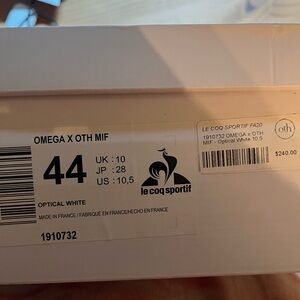 OMEGA X OTH MIF
44
UK : 10
JP : 28
US : 10,5
le coq sportif
OPTICAL WHITE
MADE IN FRANCE / FABRIQUÉ EN FRANCE/HECHO EN FRANCE
1910732
LE COQ SPORTIF FA20
1910732 OMEGA x OTH
MIF - Optical White 10.5
oth
$240.00